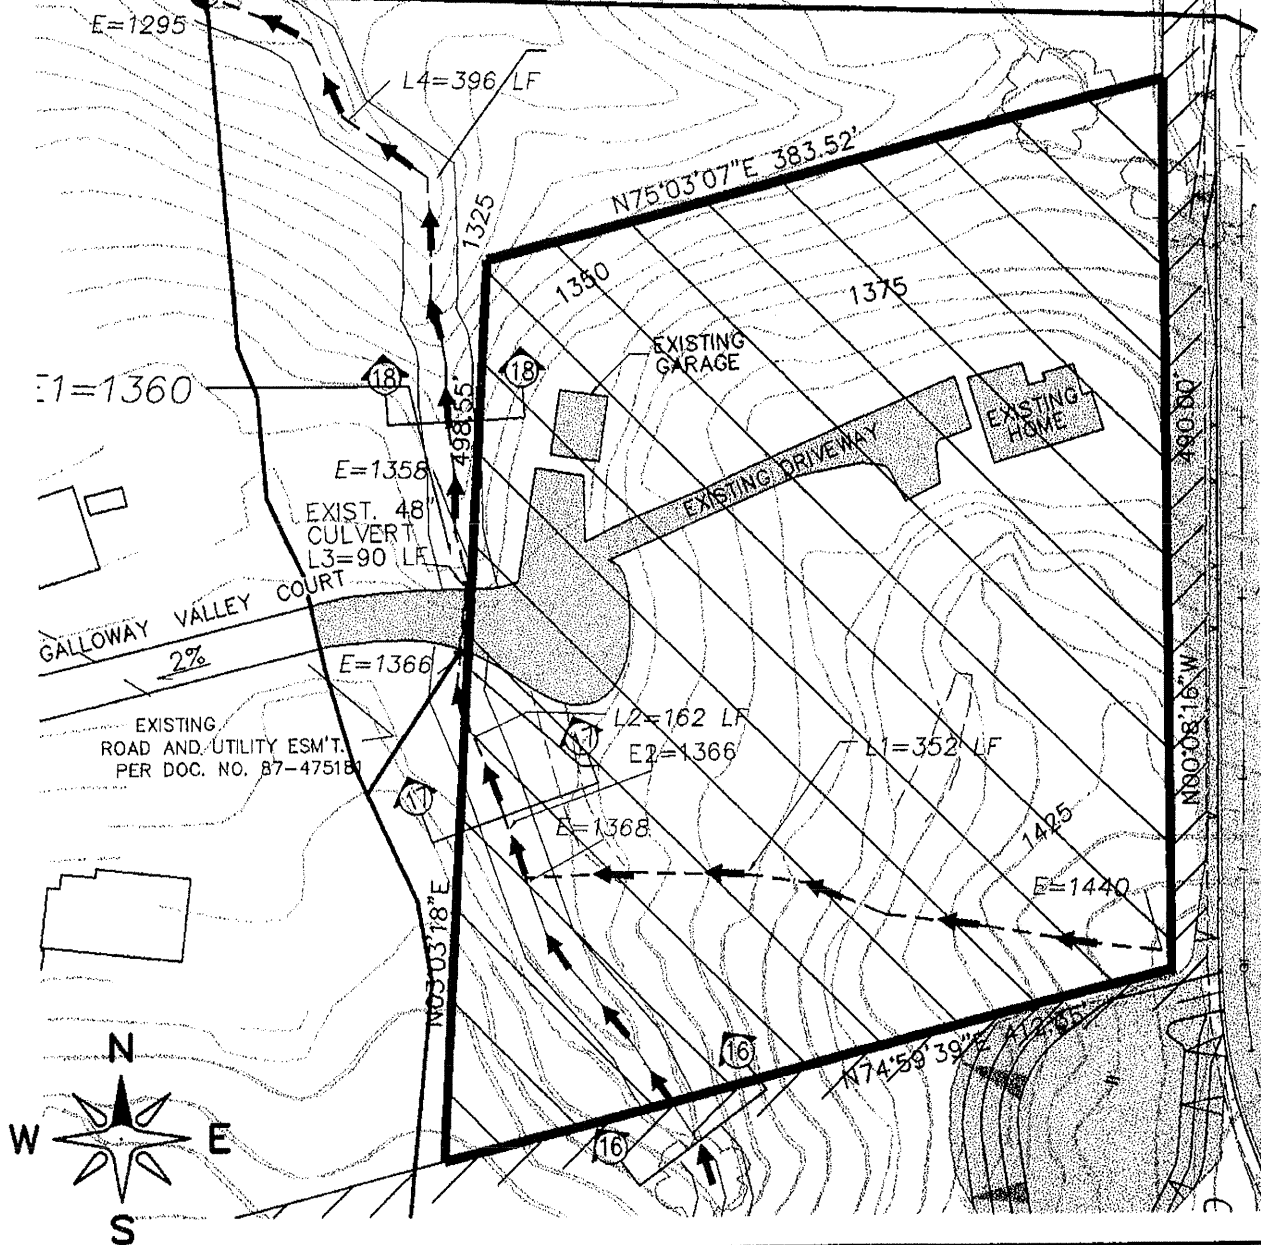 E=1295
L4=396 LF
N75°03'07"E 383.52'
1325
1350
1375
EXISTING
GARAGE
18
18
E1=1360
498.55'
EXISTING
HOME
490.00'
EXISTING DRIVEWAY
E=1358
EXIST. 48"
CULVERT
L3=90 LF
GALLOWAY VALLEY COURT
2%
E=1366
EXISTING
ROAD AND UTILITY ESM'T.
PER DOC. NO. 87-475181
L2=162 LF
17
E2=1366
L1=352 LF
N00°08'16"W
17
E=1368
1425
E=1440
N03°03'18"E
16
N74°59'39"E 412.65'
16
N
W E
S